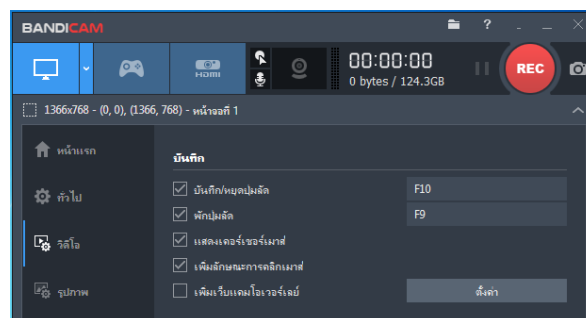 BANDICAM
?
HDMI
00:00:00
0 bytes / 124.3GB
REC
1366x768 - (0, 0), (1366, 768) - หน้าจอที่ 1
หน้าแรก
ทั่วไป
วิดีโอ
รูปภาพ
บันทึก
บันทึก/หยุดปุ่มลัด
F10
พักปุ่มลัด
F9
แสดงเคอร์เซอร์เมาส์
เพิ่มลักษณะการคลิกเมาส์
เพิ่มเว็บแคมโอเวอร์เลย์
ตั้งค่า